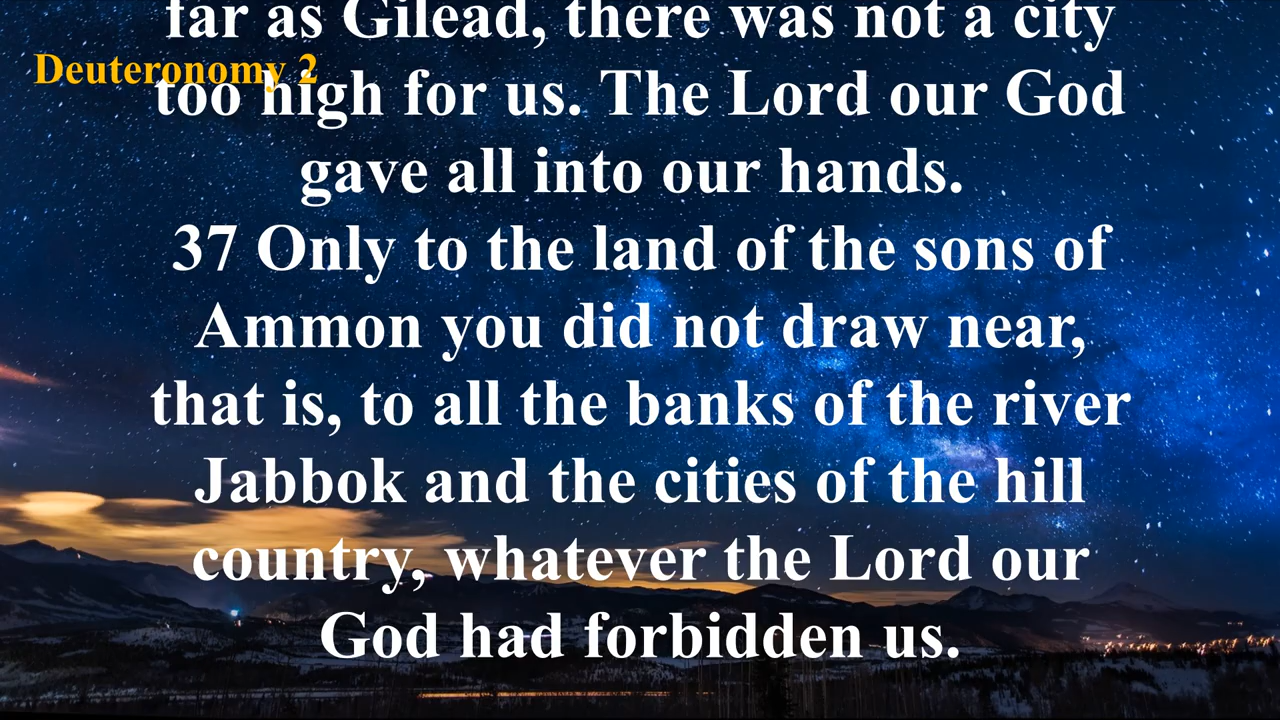 far as Gilead, there was not a city
Deuteronomy 2
too high for us. The Lord our God
gave all into our hands.
37 Only to the land of the sons of
Ammon you did not draw near,
that is, to all the banks of the river
Jabbok and the cities of the hill
country, whatever the Lord our
God had forbidden us.